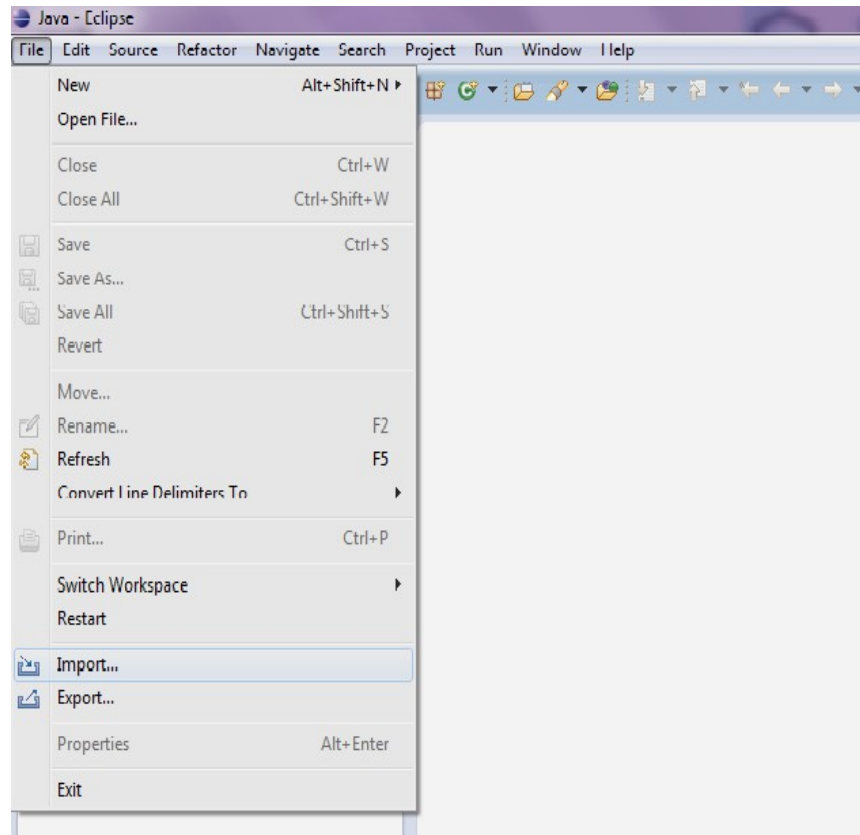 Java - Eclipse
File Edit Source Refactor Navigate Search Project Run Window Help
New Alt+Shift+N
Open File...
Close Ctrl+W
Close All Ctrl+Shift+W
Save Ctrl+S
Save As...
Save All Ctrl+Shift+S
Revert
Move...
Rename... F2
Refresh F5
Convert Line Delimiters To
Print... Ctrl+P
Switch Workspace
Restart
Import...
Export...
Properties Alt+Enter
Exit